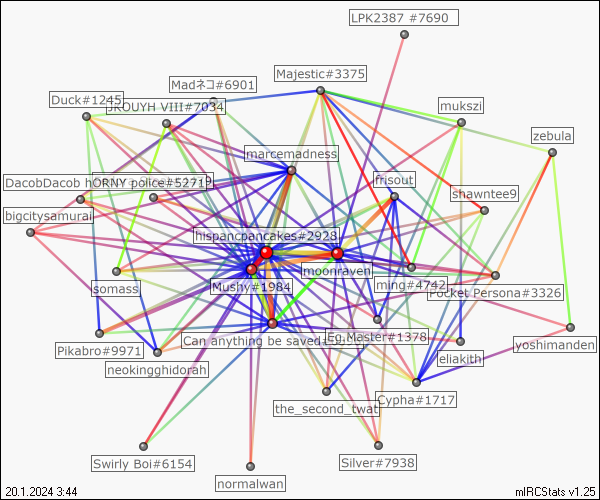 LPK2387 #7690
Majestic#3375
Madネコ#6901
Duck#1245
JROUYH VIII#7034
mukszi
zebula
marcemadness
frisout
DacobDacob
hORNY police#5271
shawntee9
bigcitysamurai
hispancpancakes#2928
moonraven
ming#4742
somass
Mushy#1984
Pocket Persona#3326
Can anything be saved
Eg.Master#1378
yoshimanden
Pikabro#9971
eliakith
neokingghidorah
Cypha#1717
the_second_twat
Swirly Boi#6154
Silver#7938
normalwan
20.1.2024 3:44
mIRCStats v1.25